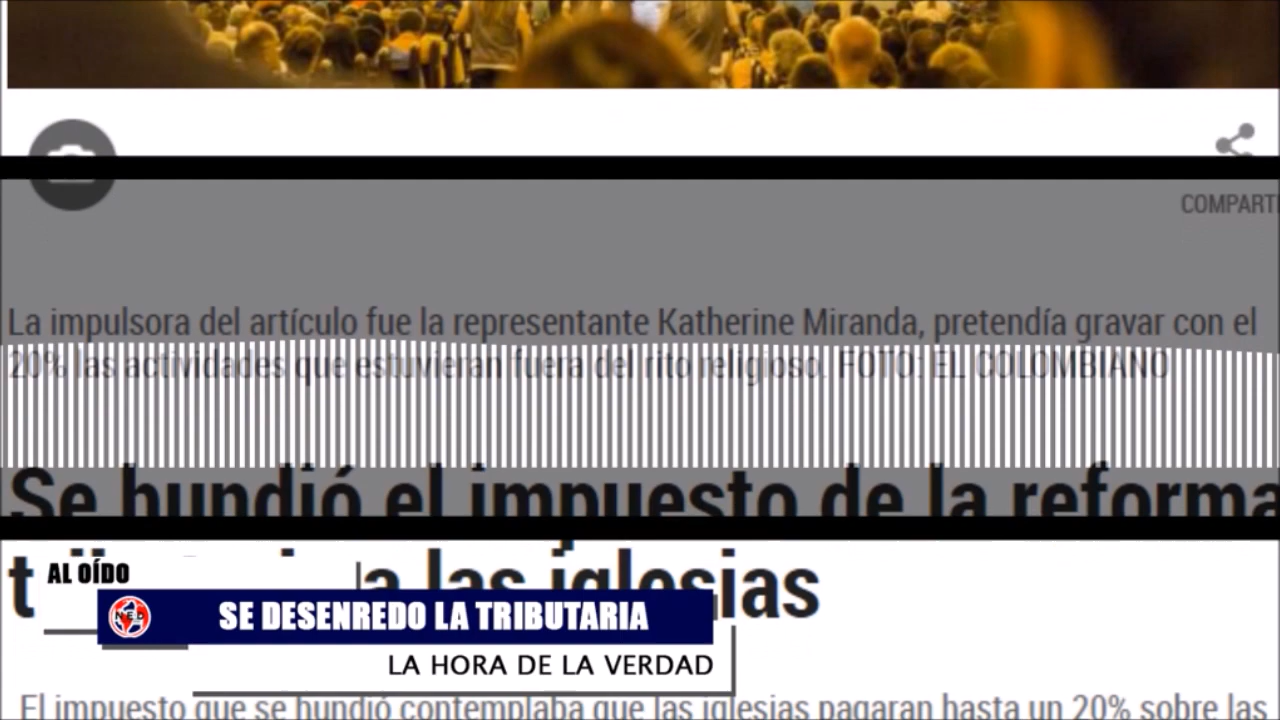 COMPARTI
La impulsora del artículo fue la representante Katherine Miranda, pretendía gravar con el
20% las actividades que estuvieran fuera del rito religioso. FOTO: EL COLOMBIANO
Se hundió el impuesto de la reforma
a las iglesias
AL OÍDO
SE DESENREDO LA TRIBUTARIA
LA HORA DE LA VERDAD
El impuesto que se hundió contemplaba que las iglesias pagaran hasta un 20% sobre las